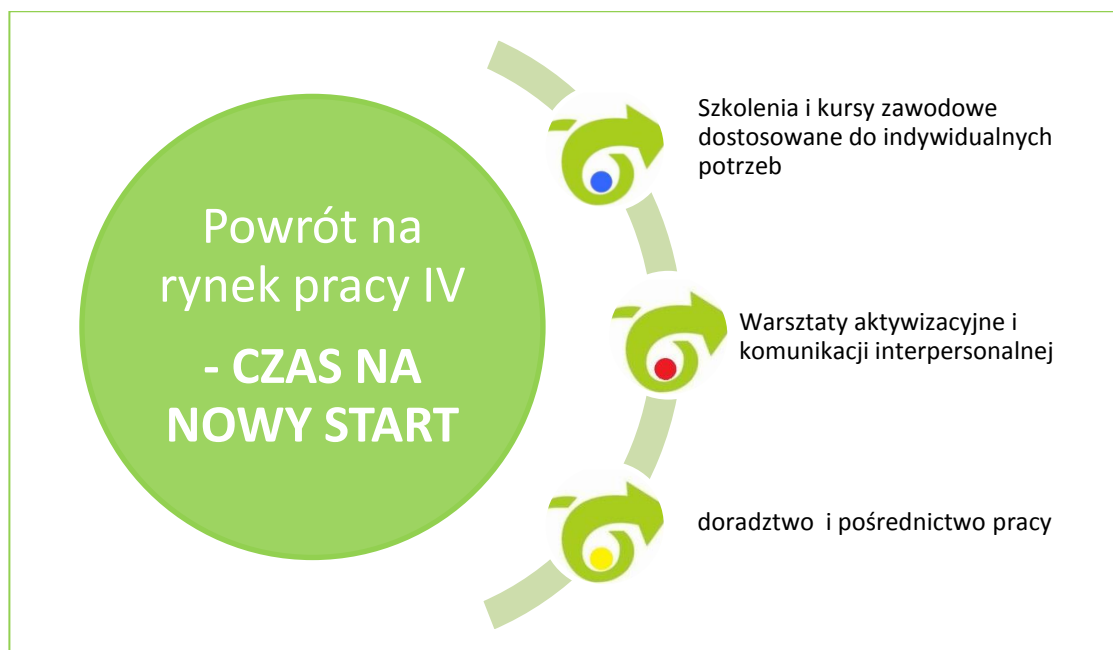 Powrót na
rynek pracy IV
- CZAS NA
NOWY START
Szkolenia i kursy zawodowe
dostosowane do indywidualnych
potrzeb
Warsztaty aktywizacyjne i
komunikacji interpersonalnej
doradztwo i pośrednictwo pracy